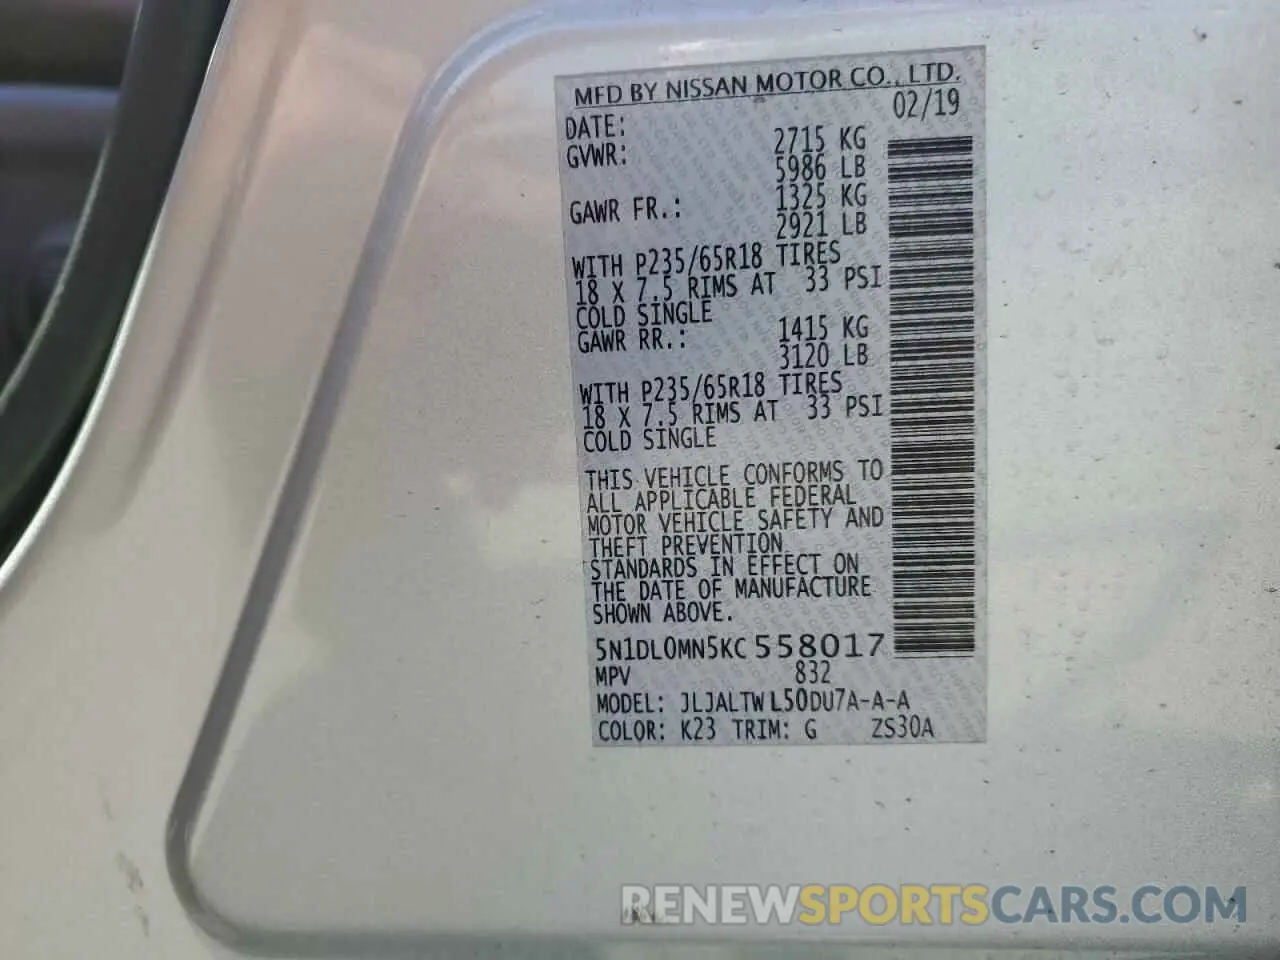 MFD BY NISSAN MOTOR CO., LTD.
DATE: 02/19
GVWR: 2715 KG
5986 LB
GAWR FR.: 1325 KG
2921 LB
WITH P235/65R18 TIRES
18 X 7.5 RIMS AT 33 PSI
COLD SINGLE
GAWR RR.: 1415 KG
3120 LB
WITH P235/65R18 TIRES
18 X 7.5 RIMS AT 33 PSI
COLD SINGLE
THIS VEHICLE CONFORMS TO
ALL APPLICABLE FEDERAL
MOTOR VEHICLE SAFETY AND
THEFT PREVENTION
STANDARDS IN EFFECT ON
THE DATE OF MANUFACTURE
SHOWN ABOVE.
5N1DL0MN5KC558017
MPV 832
MODEL: JLJALTWL50DU7A-A-A
COLOR: K23 TRIM: G ZS30A
RENEWSPORTSCARS.COM